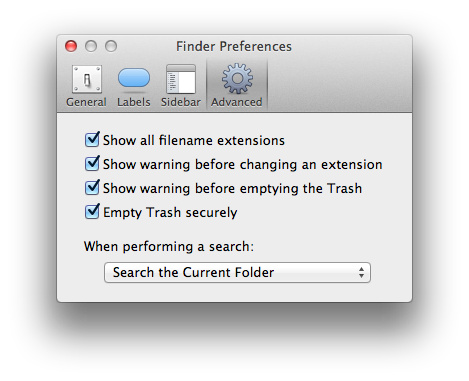 Finder Preferences
General Labels Sidebar Advanced
Show all filename extensions
Show warning before changing an extension
Show warning before emptying the Trash
Empty Trash securely
When performing a search:
Search the Current Folder